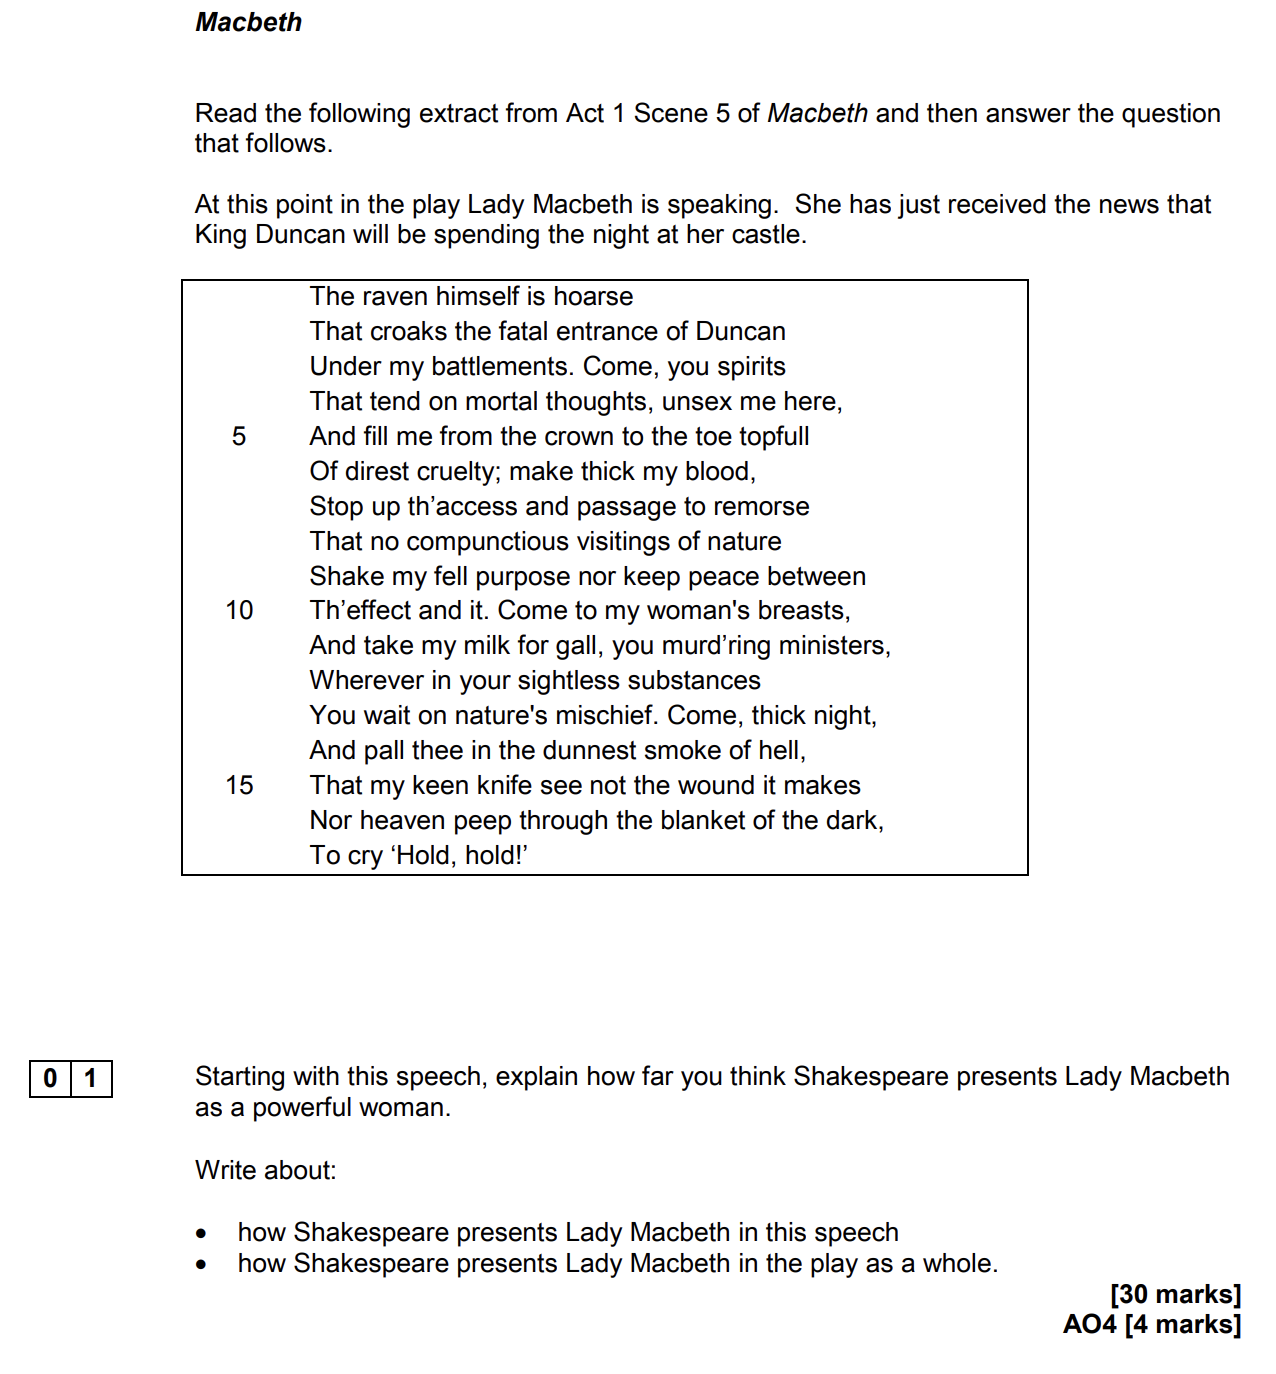 Macbeth
Read the following extract from Act 1 Scene 5 of Macbeth and then answer the question
that follows.
At this point in the play Lady Macbeth is speaking.  She has just received the news that
King Duncan will be spending the night at her castle.
The raven himself is hoarse
That croaks the fatal entrance of Duncan
Under my battlements. Come, you spirits
That tend on mortal thoughts, unsex me here,
5 And fill me from the crown to the toe topfull
Of direst cruelty; make thick my blood,
Stop up th’access and passage to remorse
That no compunctious visitings of nature
Shake my fell purpose nor keep peace between
10 Th’effect and it. Come to my woman's breasts,
And take my milk for gall, you murd’ring ministers,
Wherever in your sightless substances
You wait on nature's mischief. Come, thick night,
And pall thee in the dunnest smoke of hell,
15 That my keen knife see not the wound it makes
Nor heaven peep through the blanket of the dark,
To cry ‘Hold, hold!’
0 1 Starting with this speech, explain how far you think Shakespeare presents Lady Macbeth
as a powerful woman.
Write about:
• how Shakespeare presents Lady Macbeth in this speech
• how Shakespeare presents Lady Macbeth in the play as a whole.
[30 marks]
AO4 [4 marks]